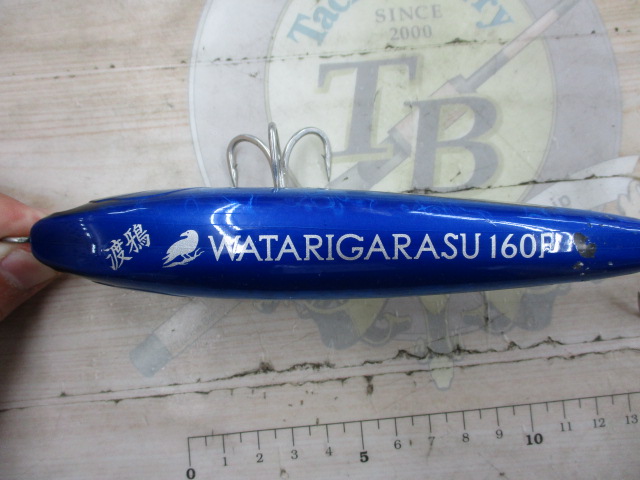 SINCE
2000
TB
渡鴉 WATARIGARASU 160F
0 1 2 3 4 5 6 7 8 9 10 11 12 13